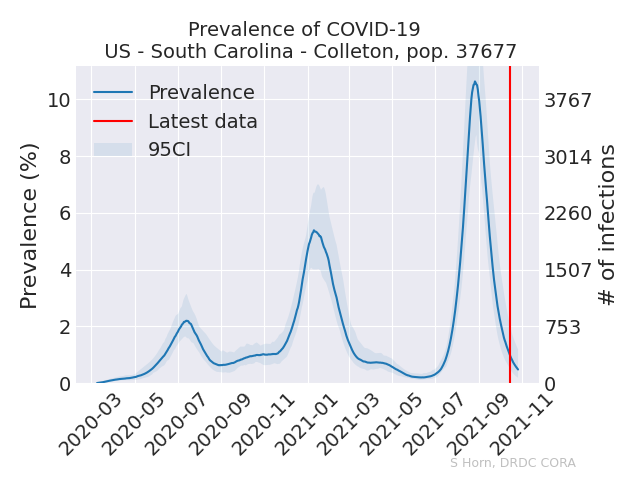 Prevalence of COVID-19
US - South Carolina - Colleton, pop. 37677
Prevalence (%)
10
8
6
4
2
0
Prevalence
Latest data
95CI
3767
3014
2260
1507
753
0
# of infections
2020-03
2020-05
2020-07
2020-09
2020-11
2021-01
2021-03
2021-05
2021-07
2021-09
2021-11
S Horn, DRDC CORA